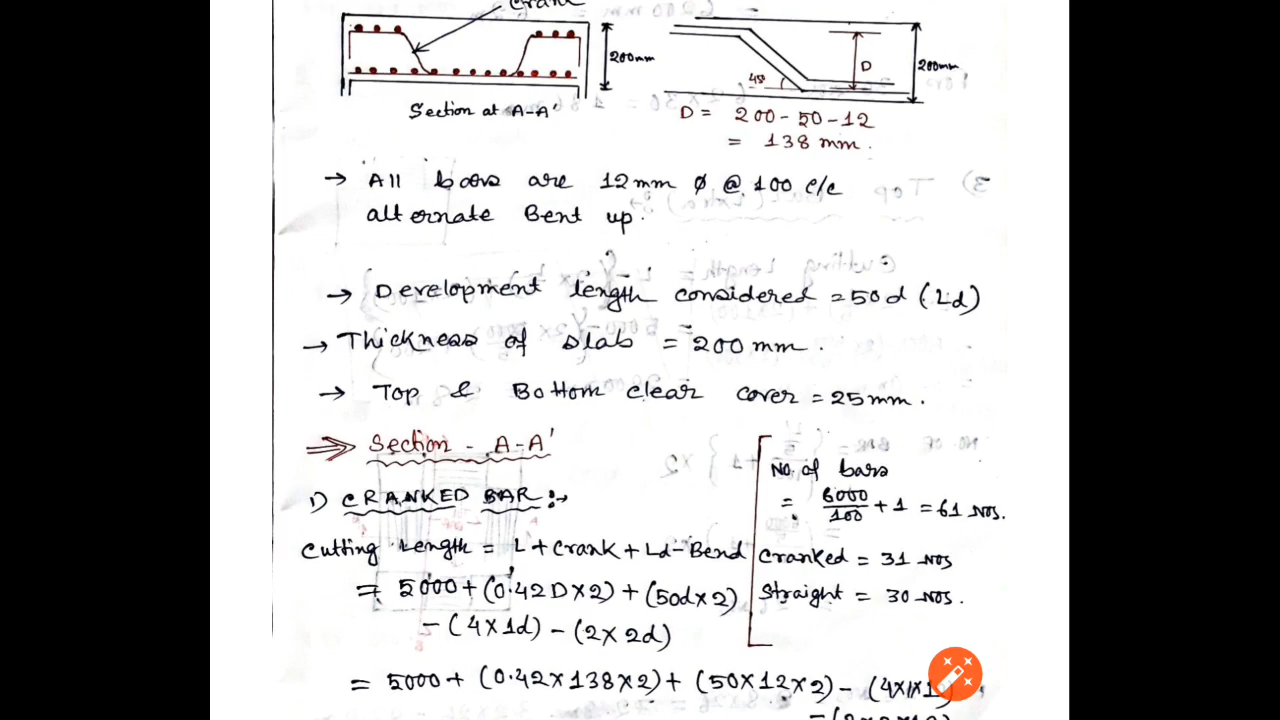 Crank
200mm
Section at A-A'
45°
D
200mm
D = 200-50-12
= 138 mm.
→ All bars are 12mm ϕ @ 100 c/c
alternate Bent up.
→ Development length considered = 50d (Ld)
→ Thickness of slab = 200mm.
→ Top & Bottom clear cover = 25mm.
⇒ Section - A-A'
1) CRANKED BAR :→
Cutting Length = L + Crank + Ld - Bend
= 5000 + (0.42D×2) + (50d×2)
- (4×1d) - (2×2d)
= 5000 + (0.42×138×2) + (50×12×2) - (4×1×12)
No. of bars
= 6000/100 + 1 = 61 Nos.
Cranked = 31 Nos
Straight = 30 Nos.